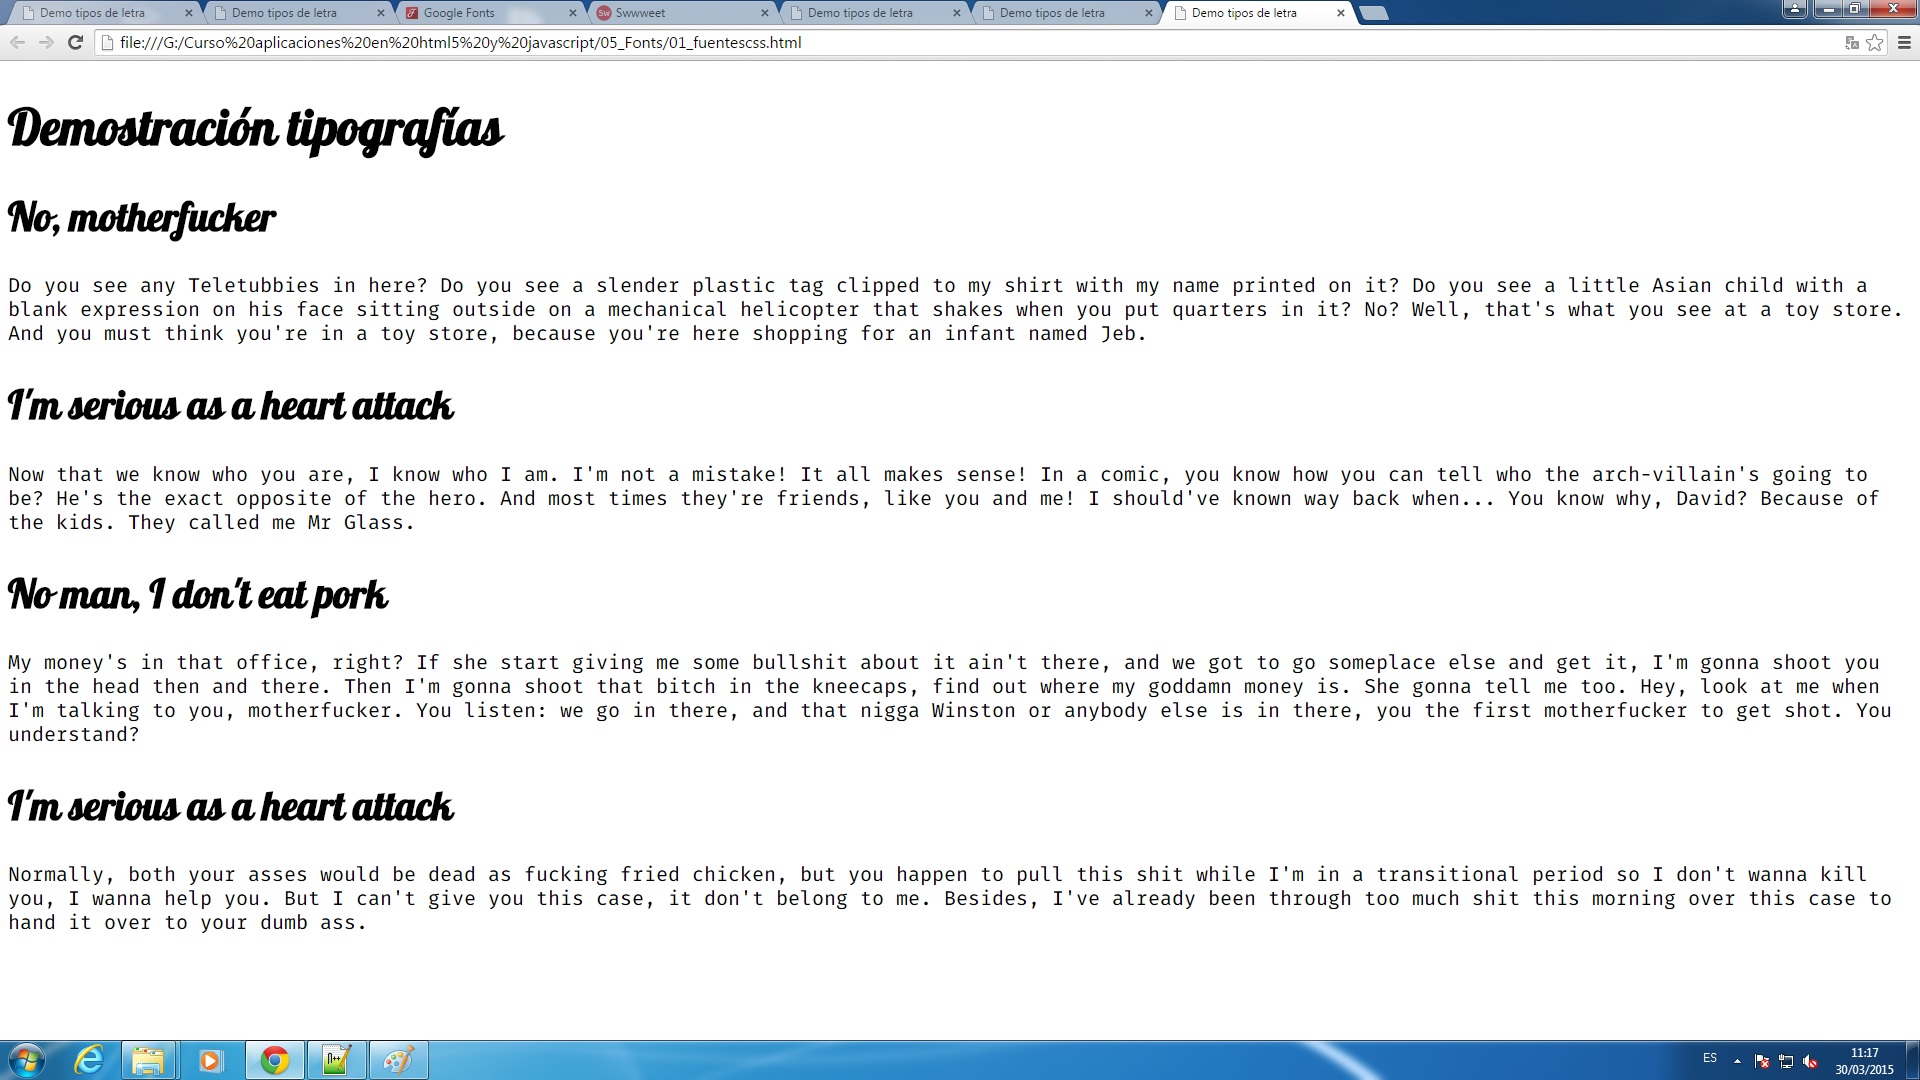 Demo tipos de letra
Demo tipos de letra
Google Fonts
Sw
Swwweet
Demo tipos de letra
Demo tipos de letra
Demo tipos de letra
file:///G:/Curso%20aplicaciones%20en%20html5%20y%20javascript/05_Fonts/01_fuentescss.html
Demostración tipografías
No, motherfucker
Do you see any Teletubbies in here? Do you see a slender plastic tag clipped to my shirt with my name printed on it? Do you see a little Asian child with a
blank expression on his face sitting outside on a mechanical helicopter that shakes when you put quarters in it? No? Well, that's what you see at a toy store.
And you must think you're in a toy store, because you're here shopping for an infant named Jeb.
I'm serious as a heart attack
Now that we know who you are, I know who I am. I'm not a mistake! It all makes sense! In a comic, you know how you can tell who the arch-villain's going to
be? He's the exact opposite of the hero. And most times they're friends, like you and me! I should've known way back when... You know why, David? Because of
the kids. They called me Mr Glass.
No man, I don't eat pork
My money's in that office, right? If she start giving me some bullshit about it ain't there, and we got to go someplace else and get it, I'm gonna shoot you
in the head then and there. Then I'm gonna shoot that bitch in the kneecaps, find out where my goddamn money is. She gonna tell me too. Hey, look at me when
I'm talking to you, motherfucker. You listen: we go in there, and that nigga Winston or anybody else is in there, you the first motherfucker to get shot. You
understand?
I'm serious as a heart attack
Normally, both your asses would be dead as fucking fried chicken, but you happen to pull this shit while I'm in a transitional period so I don't wanna kill
you, I wanna help you. But I can't give you this case, it don't belong to me. Besides, I've already been through too much shit this morning over this case to
hand it over to your dumb ass.
ES
11:17
30/03/2015